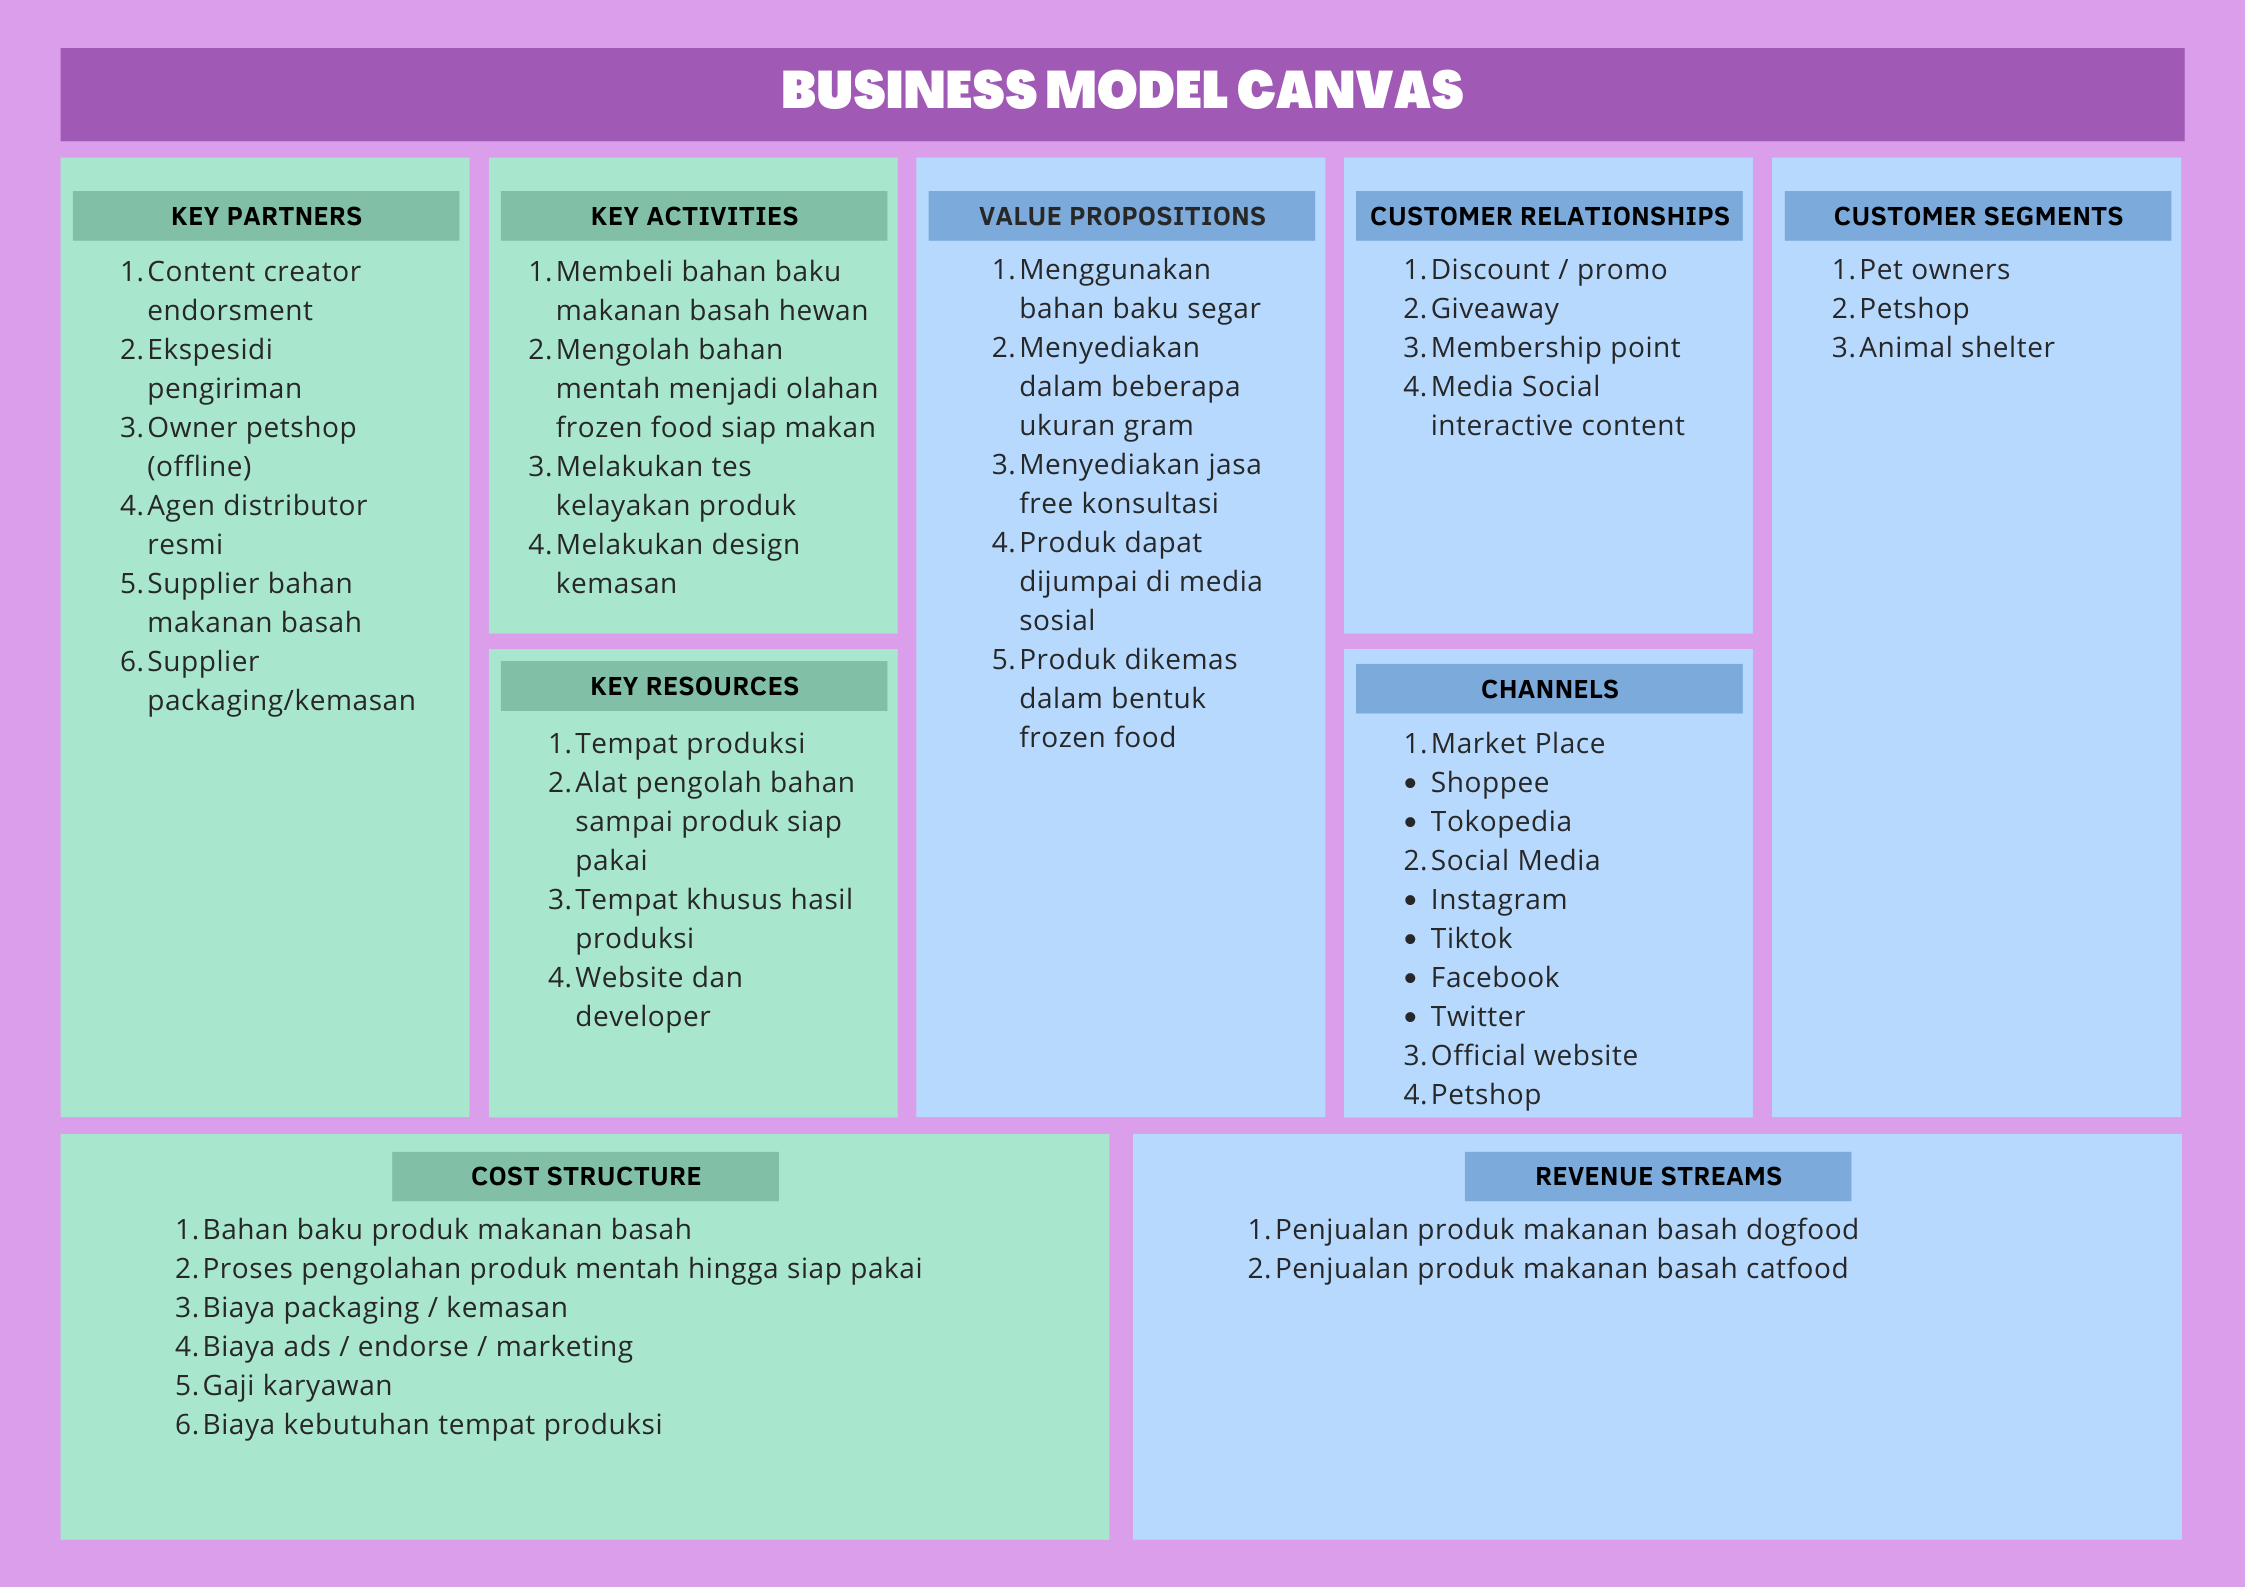 BUSINESS MODEL CANVAS
KEY PARTNERS
1. Content creator
endorsment
2. Ekspesidi
pengiriman
3. Owner petshop
(offline)
4. Agen distributor
resmi
5. Supplier bahan
makanan basah
6. Supplier
packaging/kemasan
KEY ACTIVITIES
1. Membeli bahan baku
makanan basah hewan
2. Mengolah bahan
mentah menjadi olahan
frozen food siap makan
3. Melakukan tes
kelayakan produk
4. Melakukan design
kemasan
KEY RESOURCES
1. Tempat produksi
2. Alat pengolah bahan
sampai produk siap
pakai
3. Tempat khusus hasil
produksi
4. Website dan
developer
VALUE PROPOSITIONS
1. Menggunakan
bahan baku segar
2. Menyediakan
dalam beberapa
ukuran gram
3. Menyediakan jasa
free konsultasi
4. Produk dapat
dijumpai di media
sosial
5. Produk dikemas
dalam bentuk
frozen food
CUSTOMER RELATIONSHIPS
1. Discount / promo
2. Giveaway
3. Membership point
4. Media Social
interactive content
CHANNELS
1. Market Place
• Shoppee
• Tokopedia
2. Social Media
• Instagram
• Tiktok
• Facebook
• Twitter
3. Official website
4. Petshop
CUSTOMER SEGMENTS
1. Pet owners
2. Petshop
3. Animal shelter
COST STRUCTURE
1. Bahan baku produk makanan basah
2. Proses pengolahan produk mentah hingga siap pakai
3. Biaya packaging / kemasan
4. Biaya ads / endorse / marketing
5. Gaji karyawan
6. Biaya kebutuhan tempat produksi
REVENUE STREAMS
1. Penjualan produk makanan basah dogfood
2. Penjualan produk makanan basah catfood